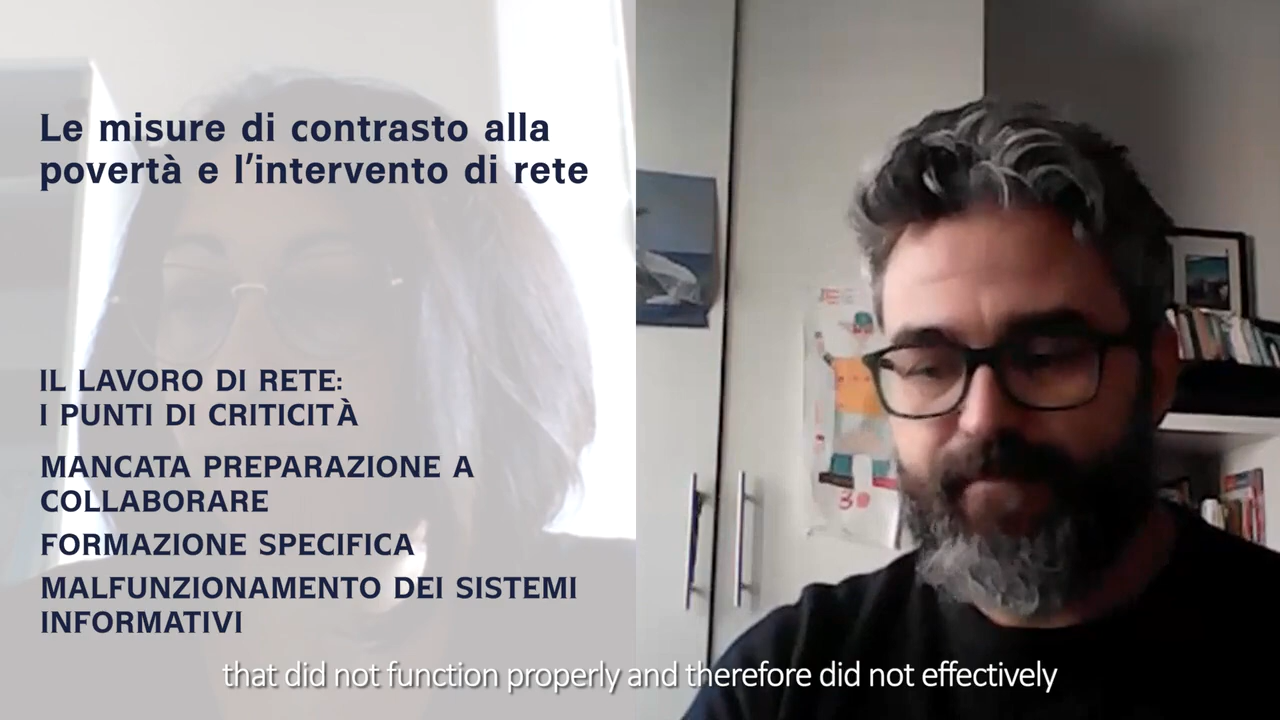 Le misure di contrasto alla
povertà e l’intervento di rete
IL LAVORO DI RETE:
I PUNTI DI CRITICITÀ
MANCATA PREPARAZIONE A
COLLABORARE
FORMAZIONE SPECIFICA
MALFUNZIONAMENTO DEI SISTEMI
INFORMATIVI
that did not function properly and therefore did not effectively